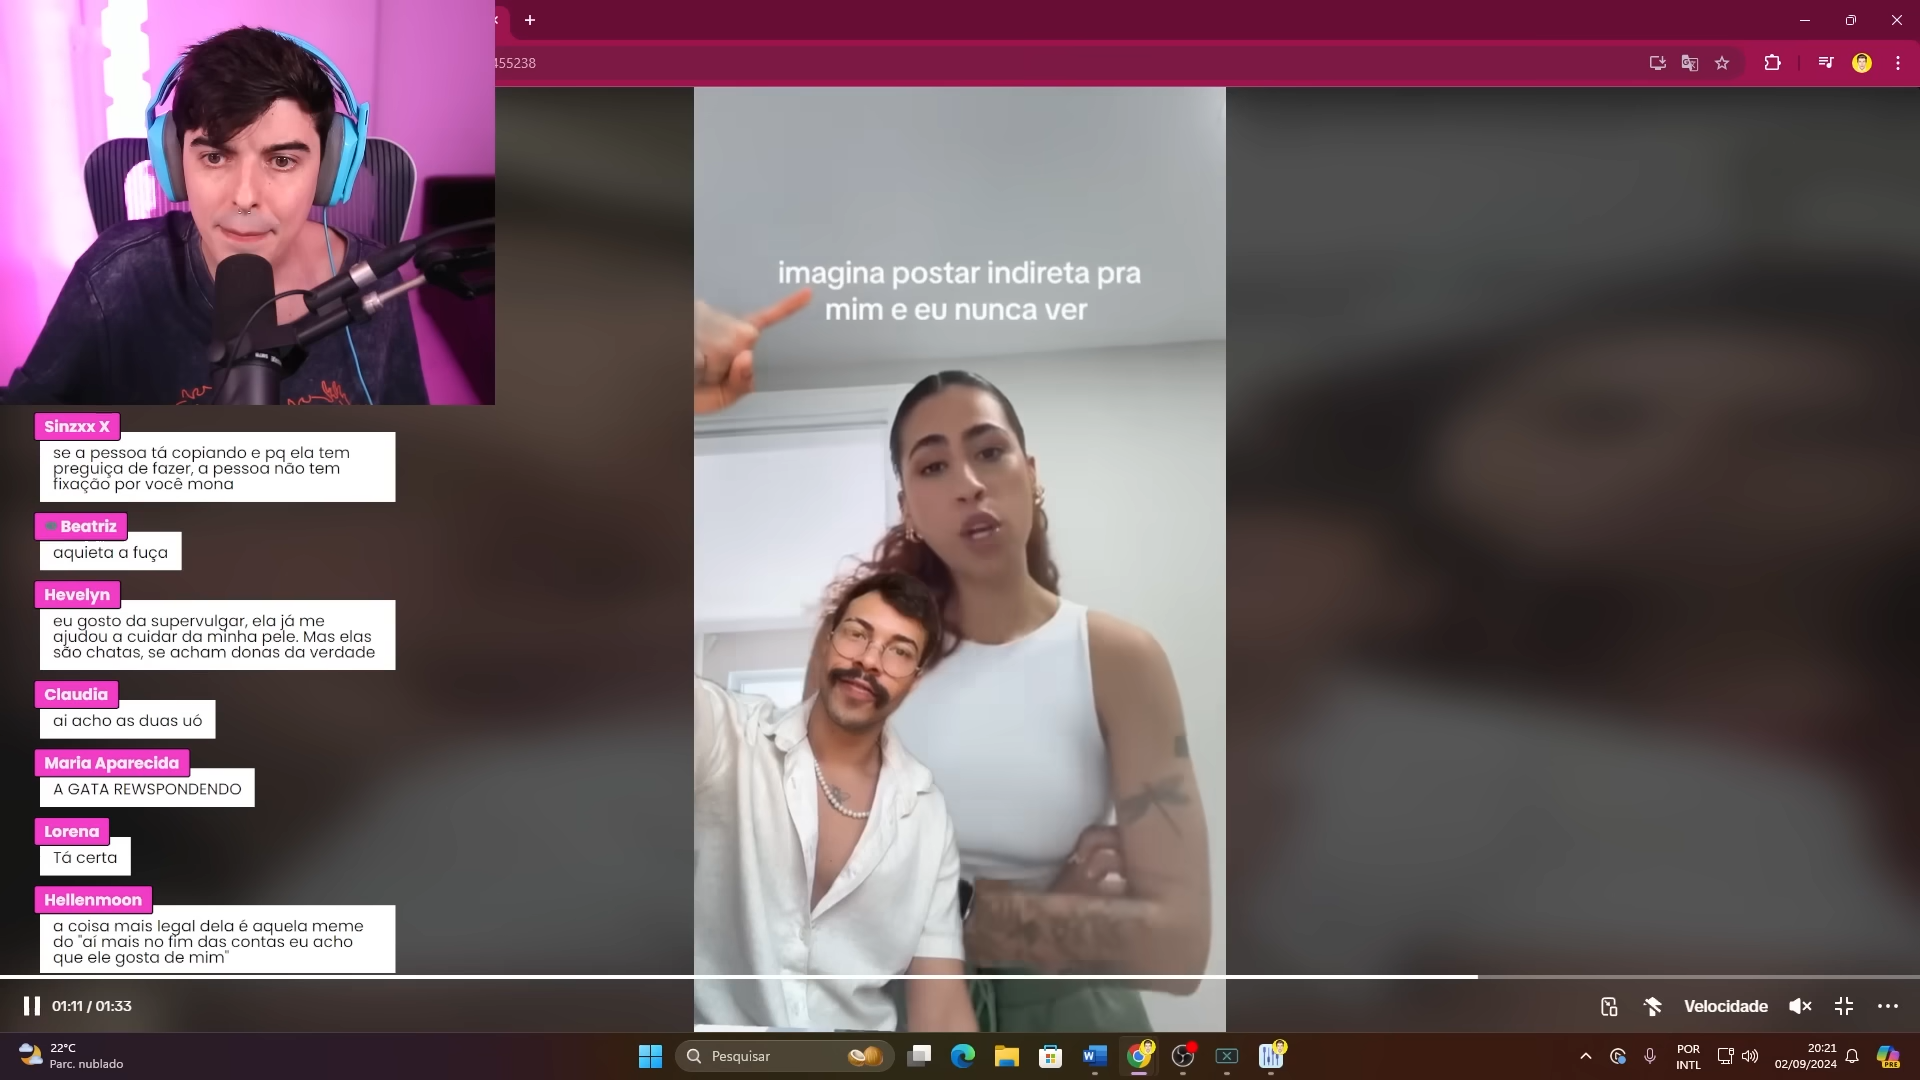 455238
imagina postar indireta pra
mim e eu nunca ver
Sinzxx X
se a pessoa tá copiando e pq ela tem
preguiça de fazer, a pessoa não tem
fixação por você mona
Beatriz
aquieta a fuça
Hevelyn
eu gosto da supervulgar, ela já me
ajudou a cuidar da minha pele. Mas elas
são chatas, se acham donas da verdade
Claudia
ai acho as duas uó
Maria Aparecida
A GATA REWSPONDENDO
Lorena
Tá certa
Hellenmoon
a coisa mais legal dela é aquela meme
do "aí mais no fim das contas eu acho
que ele gosta de mim"
01:11 / 01:33
Velocidade
22°C
Parc. nublado
Pesquisar
POR
INTL
20:21
02/09/2024